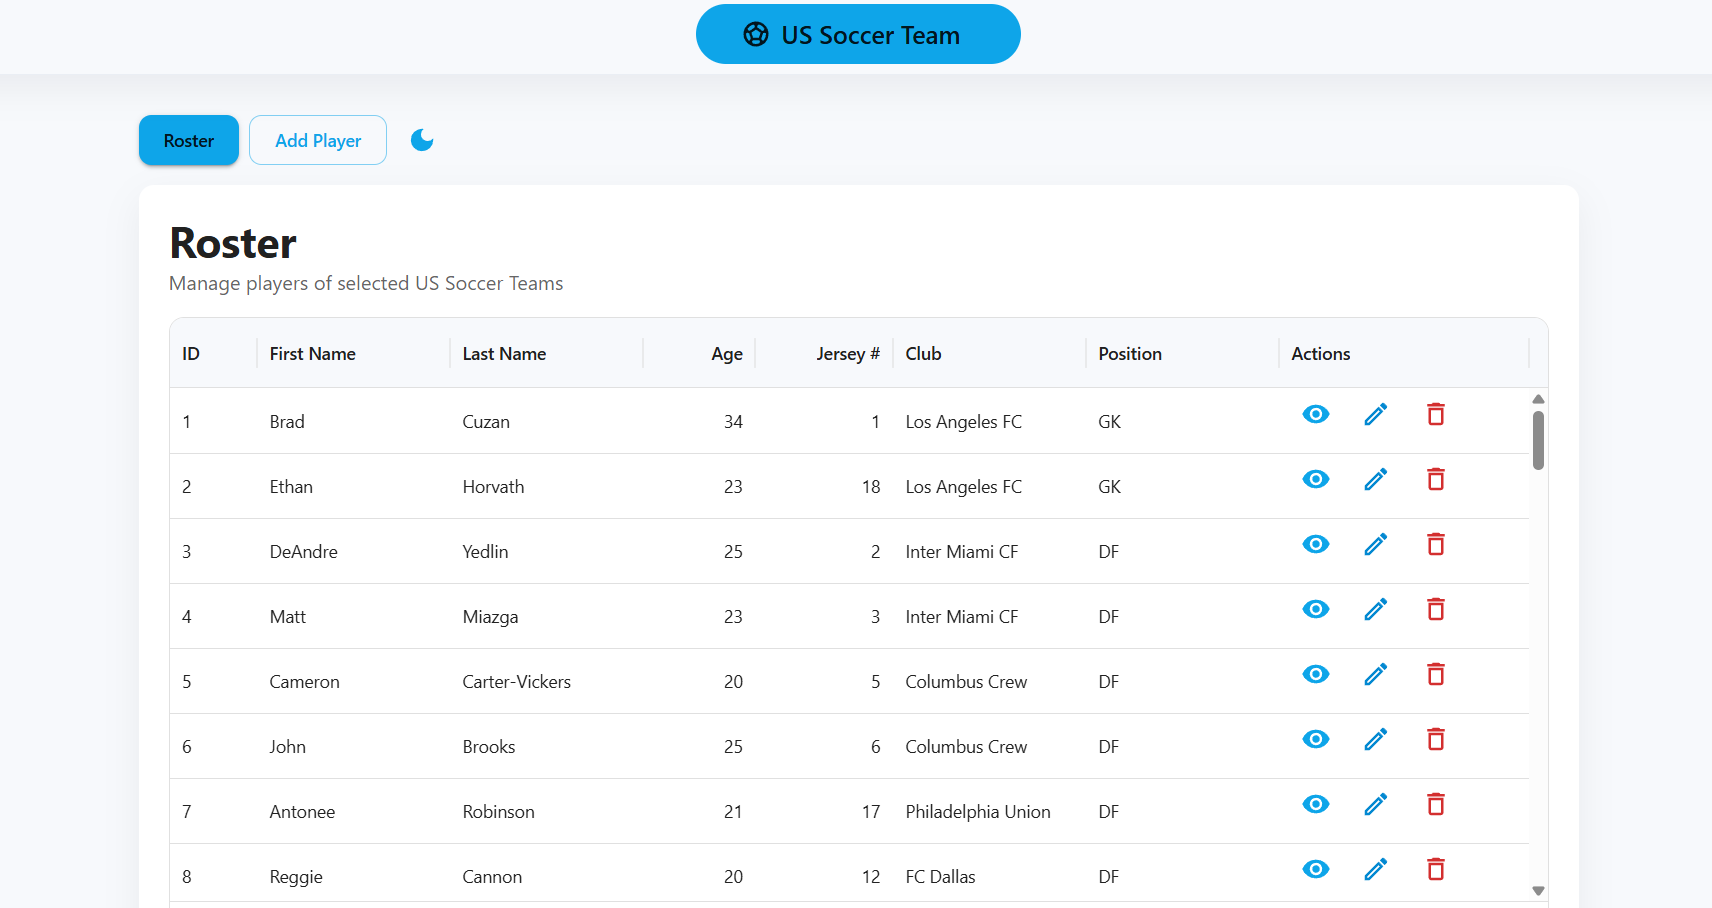 US Soccer Team
Roster Add Player
Roster
Manage players of selected US Soccer Teams
ID First Name Last Name Age Jersey # Club Position Actions
1 Brad Cuzan 34 1 Los Angeles FC GK
2 Ethan Horvath 23 18 Los Angeles FC GK
3 DeAndre Yedlin 25 2 Inter Miami CF DF
4 Matt Miazga 23 3 Inter Miami CF DF
5 Cameron Carter-Vickers 20 5 Columbus Crew DF
6 John Brooks 25 6 Columbus Crew DF
7 Antonee Robinson 21 17 Philadelphia Union DF
8 Reggie Cannon 20 12 FC Dallas DF